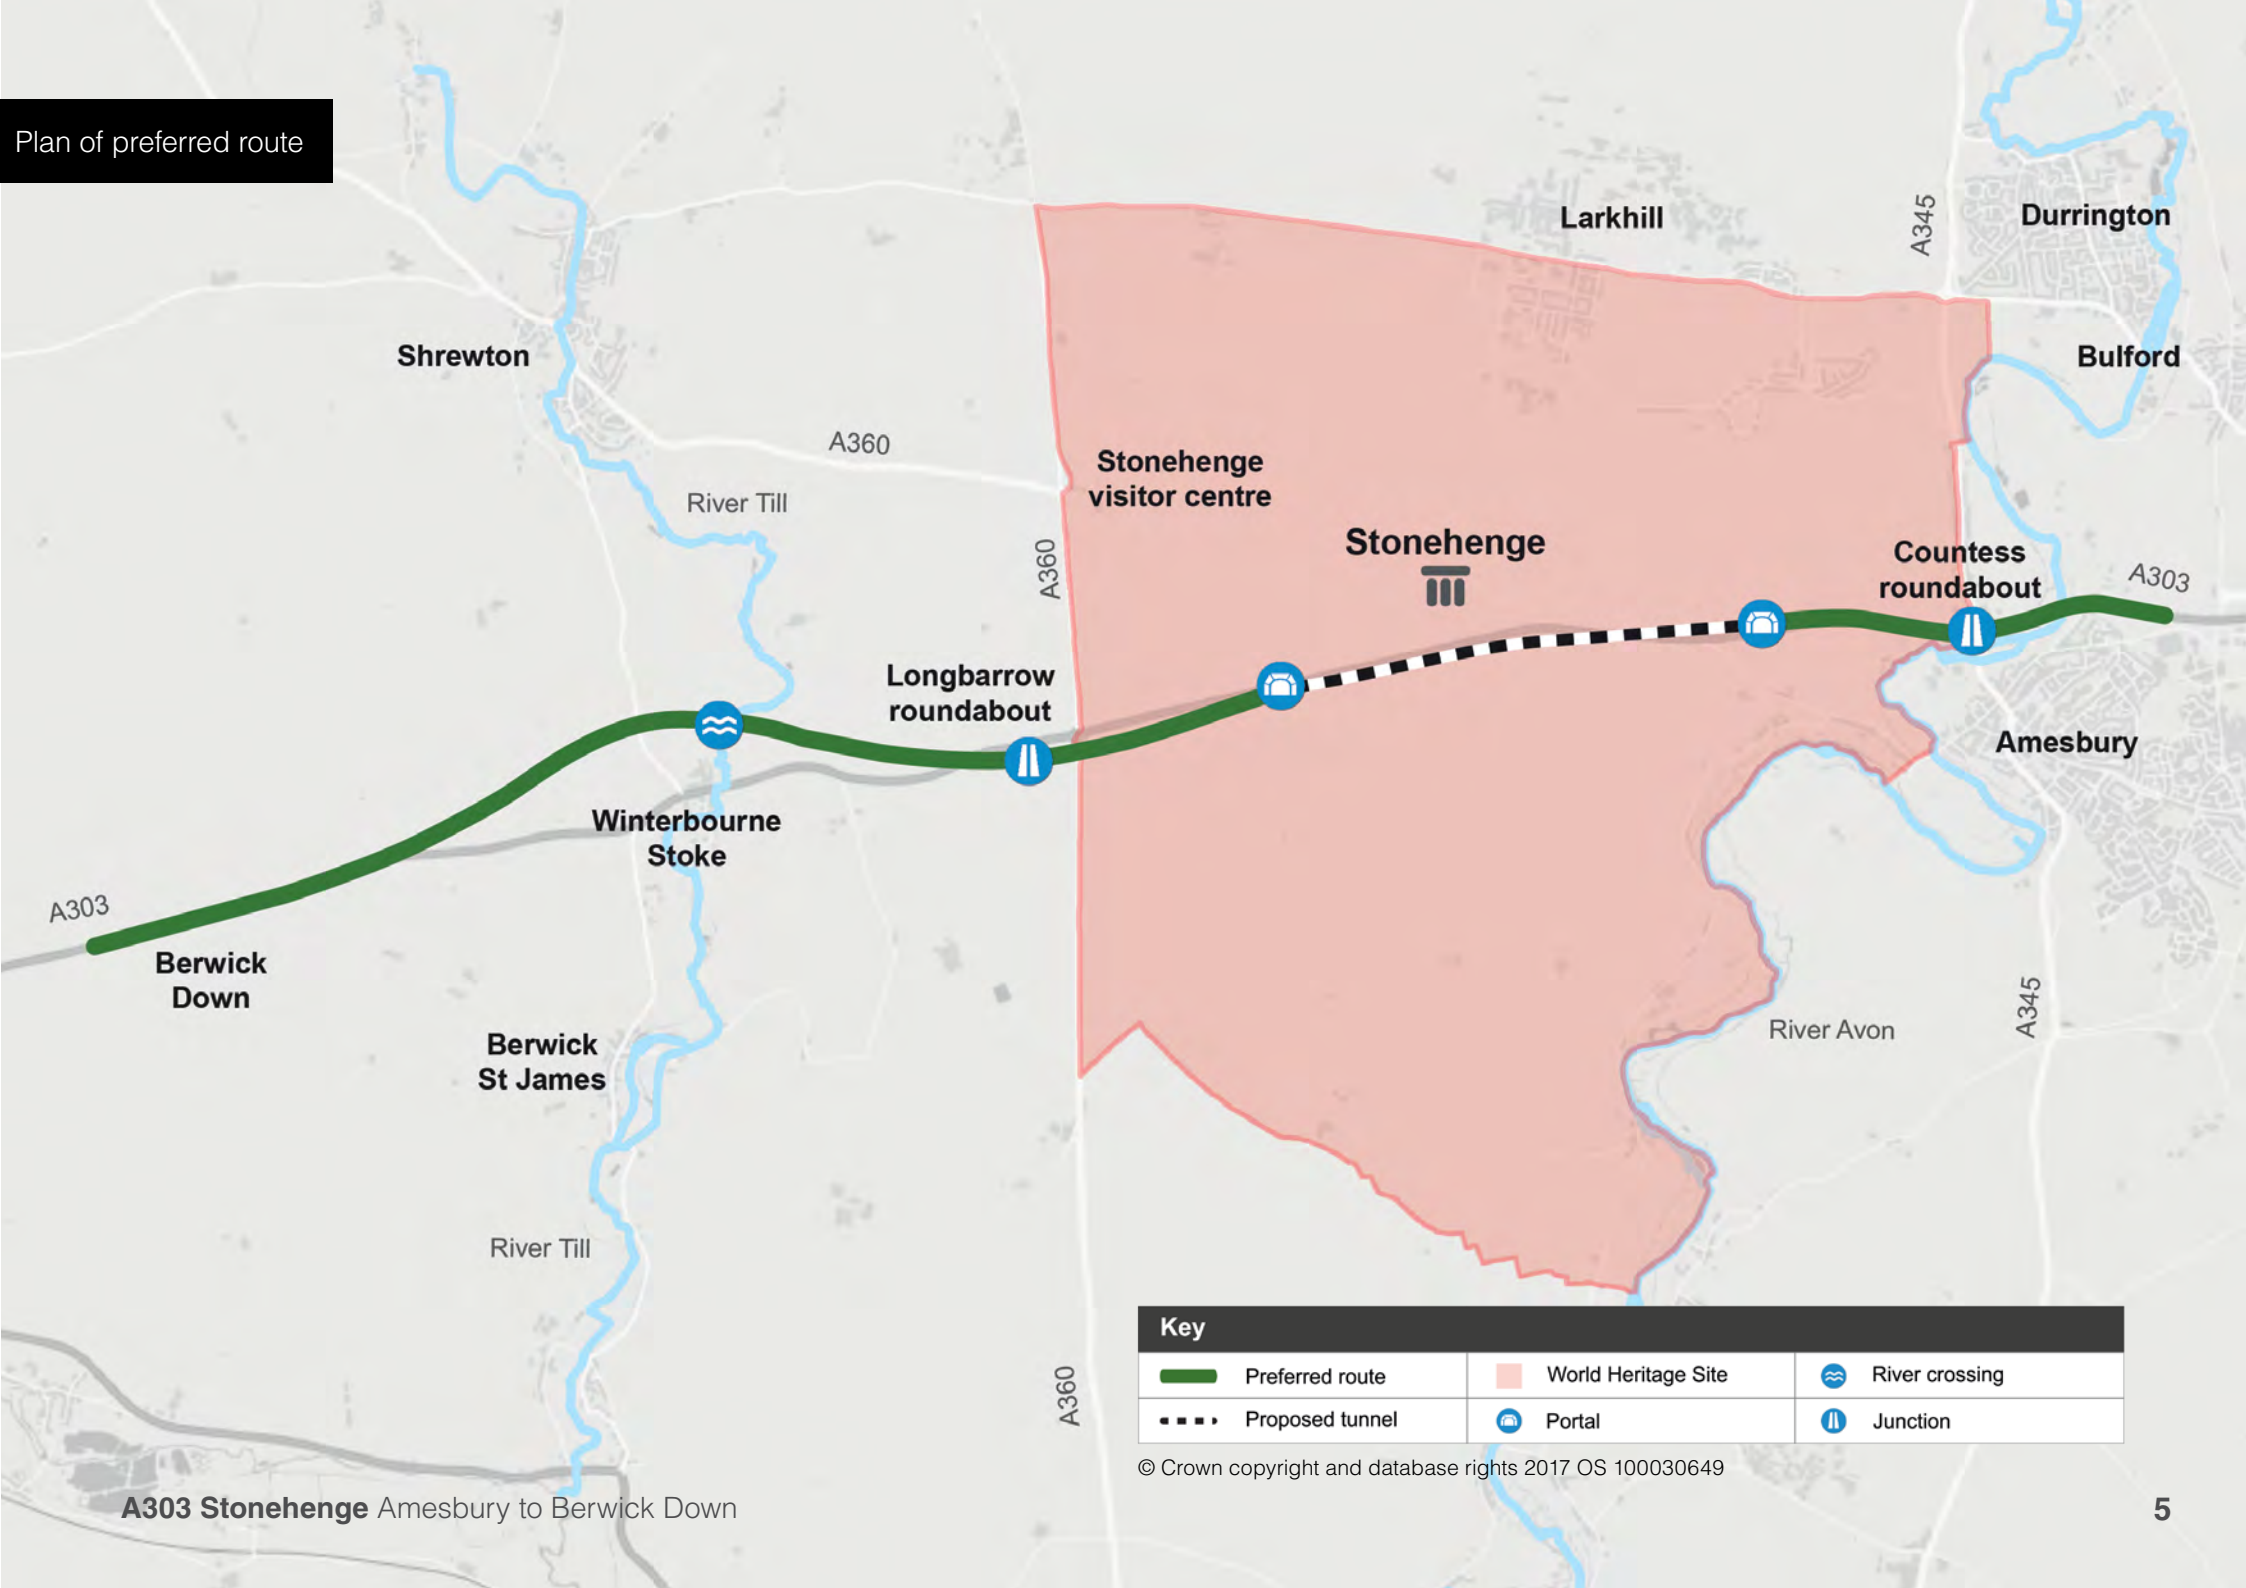 Plan of preferred route
Larkhill
A345
Durrington
Shrewton
Bulford
A360
Stonehenge
visitor centre
River Till
Stonehenge
A360
Countess
roundabout
A303
Longbarrow
roundabout
Amesbury
Winterbourne
Stoke
A303
Berwick
Down
Berwick
St James
A345
River Avon
River Till
A360
Key
Preferred route
World Heritage Site
River crossing
Proposed tunnel
Portal
Junction
© Crown copyright and database rights 2017 OS 100030649
A303 Stonehenge Amesbury to Berwick Down
5